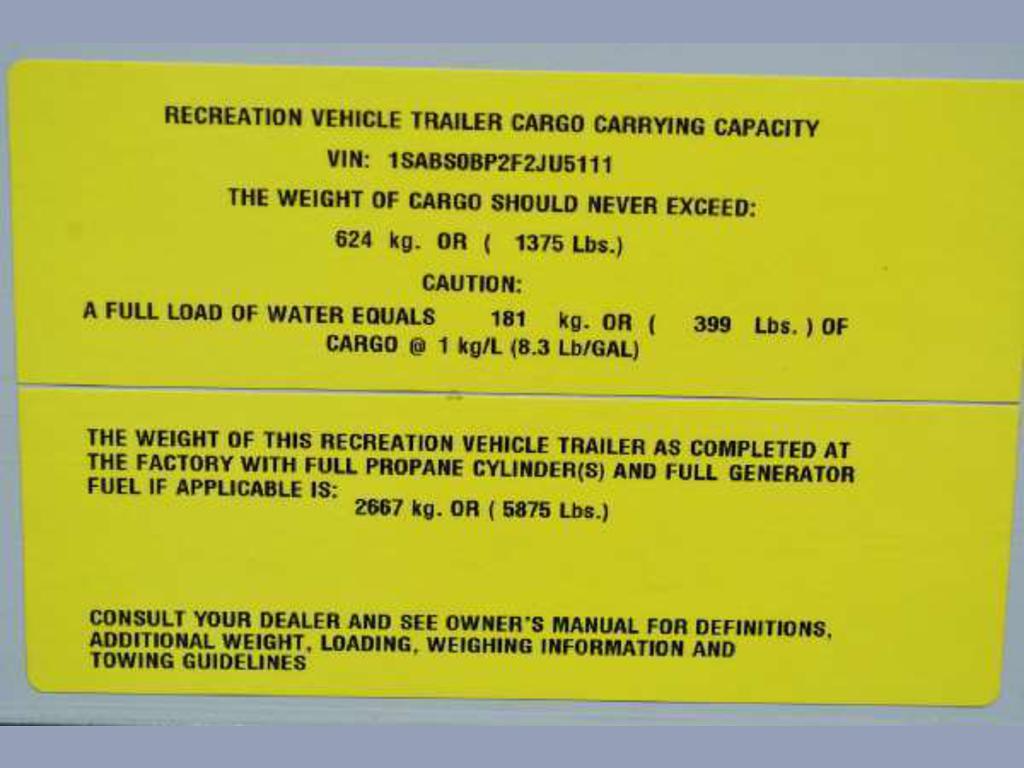 RECREATION VEHICLE TRAILER CARGO CARRYING CAPACITY
VIN: 1SABS0BP2F2JU5111
THE WEIGHT OF CARGO SHOULD NEVER EXCEED:
624 kg. OR ( 1375 Lbs.)
CAUTION:
A FULL LOAD OF WATER EQUALS 181 kg. OR ( 399 Lbs. ) OF
CARGO @ 1 kg/L (8.3 Lb/GAL)
THE WEIGHT OF THIS RECREATION VEHICLE TRAILER AS COMPLETED AT
THE FACTORY WITH FULL PROPANE CYLINDER(S) AND FULL GENERATOR
FUEL IF APPLICABLE IS:
2667 kg. OR ( 5875 Lbs.)
CONSULT YOUR DEALER AND SEE OWNER'S MANUAL FOR DEFINITIONS,
ADDITIONAL WEIGHT, LOADING, WEIGHING INFORMATION AND
TOWING GUIDELINES